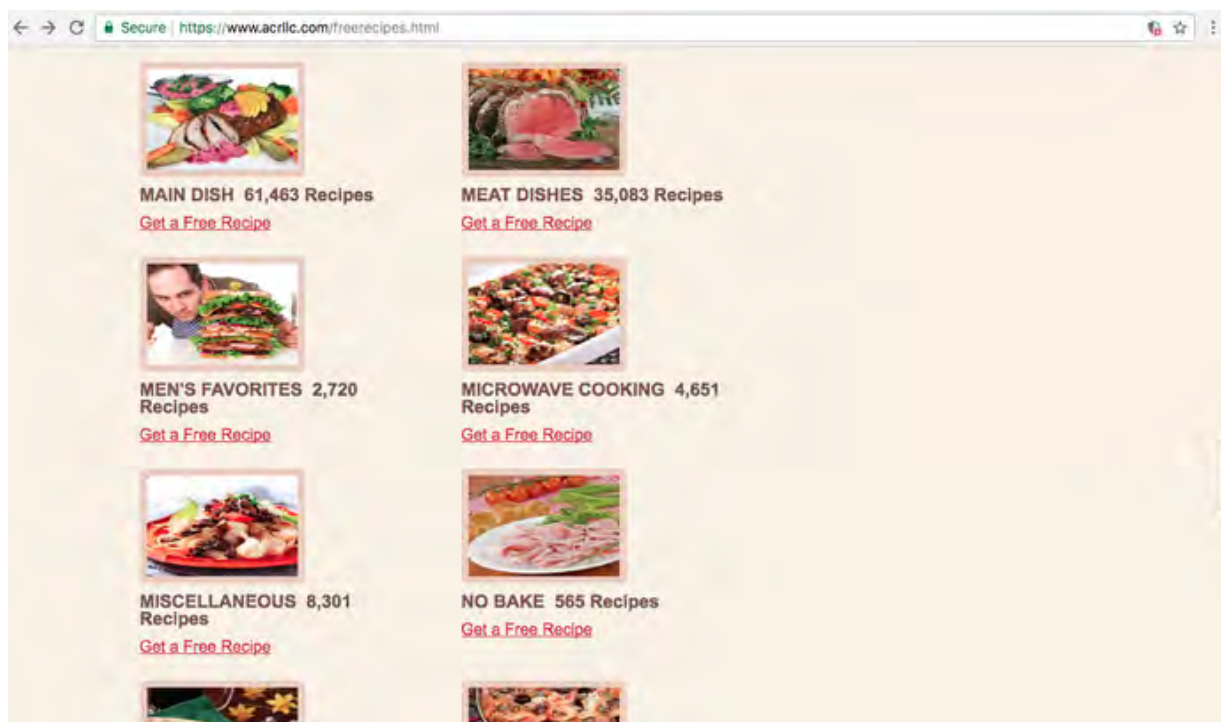 Secure https://www.acrllc.com/freerecipes.html
MAIN DISH 61,463 Recipes
Get a Free Recipe
MEAT DISHES 35,083 Recipes
Get a Free Recipe
MEN'S FAVORITES 2,720
Recipes
Get a Free Recipe
MICROWAVE COOKING 4,651
Recipes
Get a Free Recipe
MISCELLANEOUS 8,301
Recipes
Get a Free Recipe
NO BAKE 565 Recipes
Get a Free Recipe